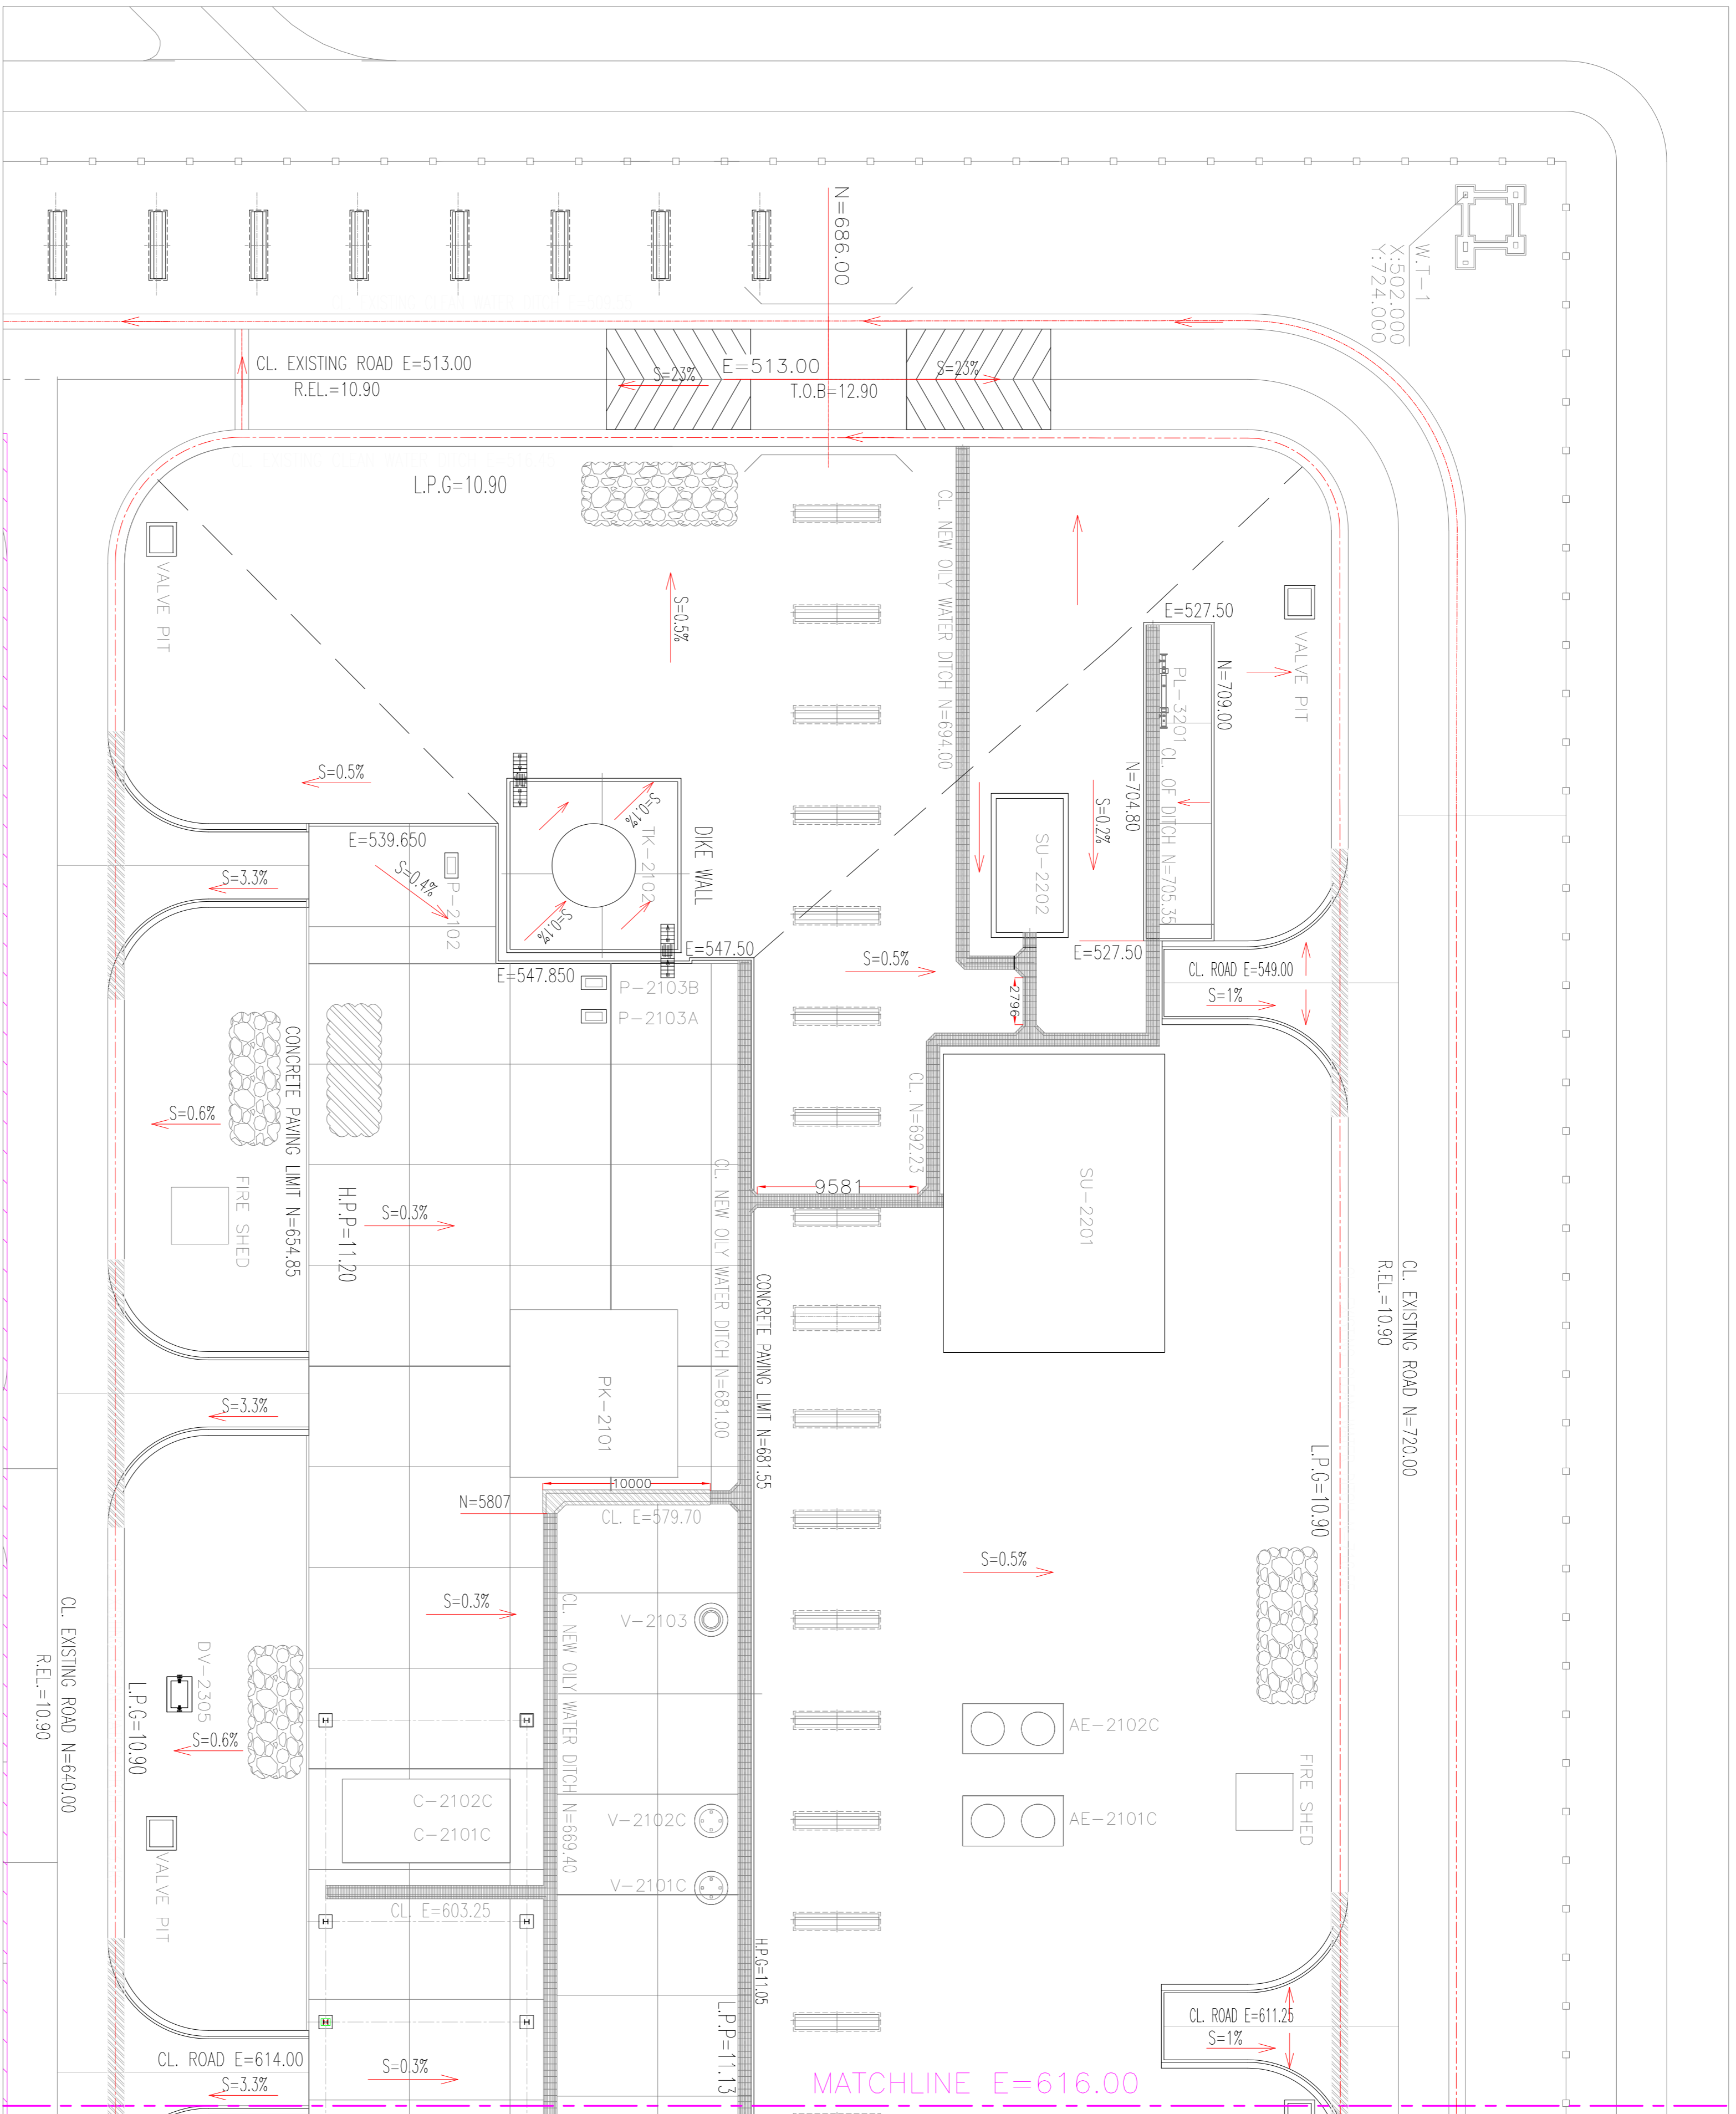 N=686.00
W.T-1
X:502.000
Y:724.000
CL. EXISTING ROAD E=513.00
R.EL.=10.90
S=23%
E=513.00
T.O.B=12.90
S=23%
L.P.G=10.90
CL. NEW OILY WATER DITCH N=694.00
VALVE PIT
S=0.5%
E=527.50
VALVE PIT
N=709.00
PL-3201
CL. OF DITCH N=705.35
N=704.80
S=0.2%
S=0.5%
E=539.650
S=0.4%
P-2102
S=0.1%
TK-2102
S=0.1%
DIKE WALL
SU-2202
S=3.3%
E=547.50
E=547.850
S=0.5%
E=527.50
CL. ROAD E=549.00
S=1%
P-2103B
P-2103A
2796
CONCRETE PAVING LIMIT N=654.85
S=0.6%
CL. N=692.23
FIRE SHED
H.P.P=11.20
S=0.3%
9581
SU-2201
CL. NEW OILY WATER DITCH N=681.00
CONCRETE PAVING LIMIT N=681.55
CL. EXISTING ROAD N=720.00
R.EL.=10.90
S=3.3%
PK-2101
L.P.G=10.90
10000
N=5807
CL. E=579.70
S=0.5%
CL. EXISTING ROAD N=640.00
R.EL.=10.90
S=0.3%
CL. NEW OILY WATER DITCH N=669.40
V-2103
DV-2305
L.P.G=10.90
S=0.6%
H
H
AE-2102C
FIRE SHED
C-2102C
C-2101C
V-2102C
AE-2101C
VALVE PIT
V-2101C
CL. E=603.25
H
H
H.P.G=11.05
H
H
L.P.P=11.13
CL. ROAD E=611.25
S=1%
CL. ROAD E=614.00
S=0.3%
S=3.3%
MATCHLINE E=616.00